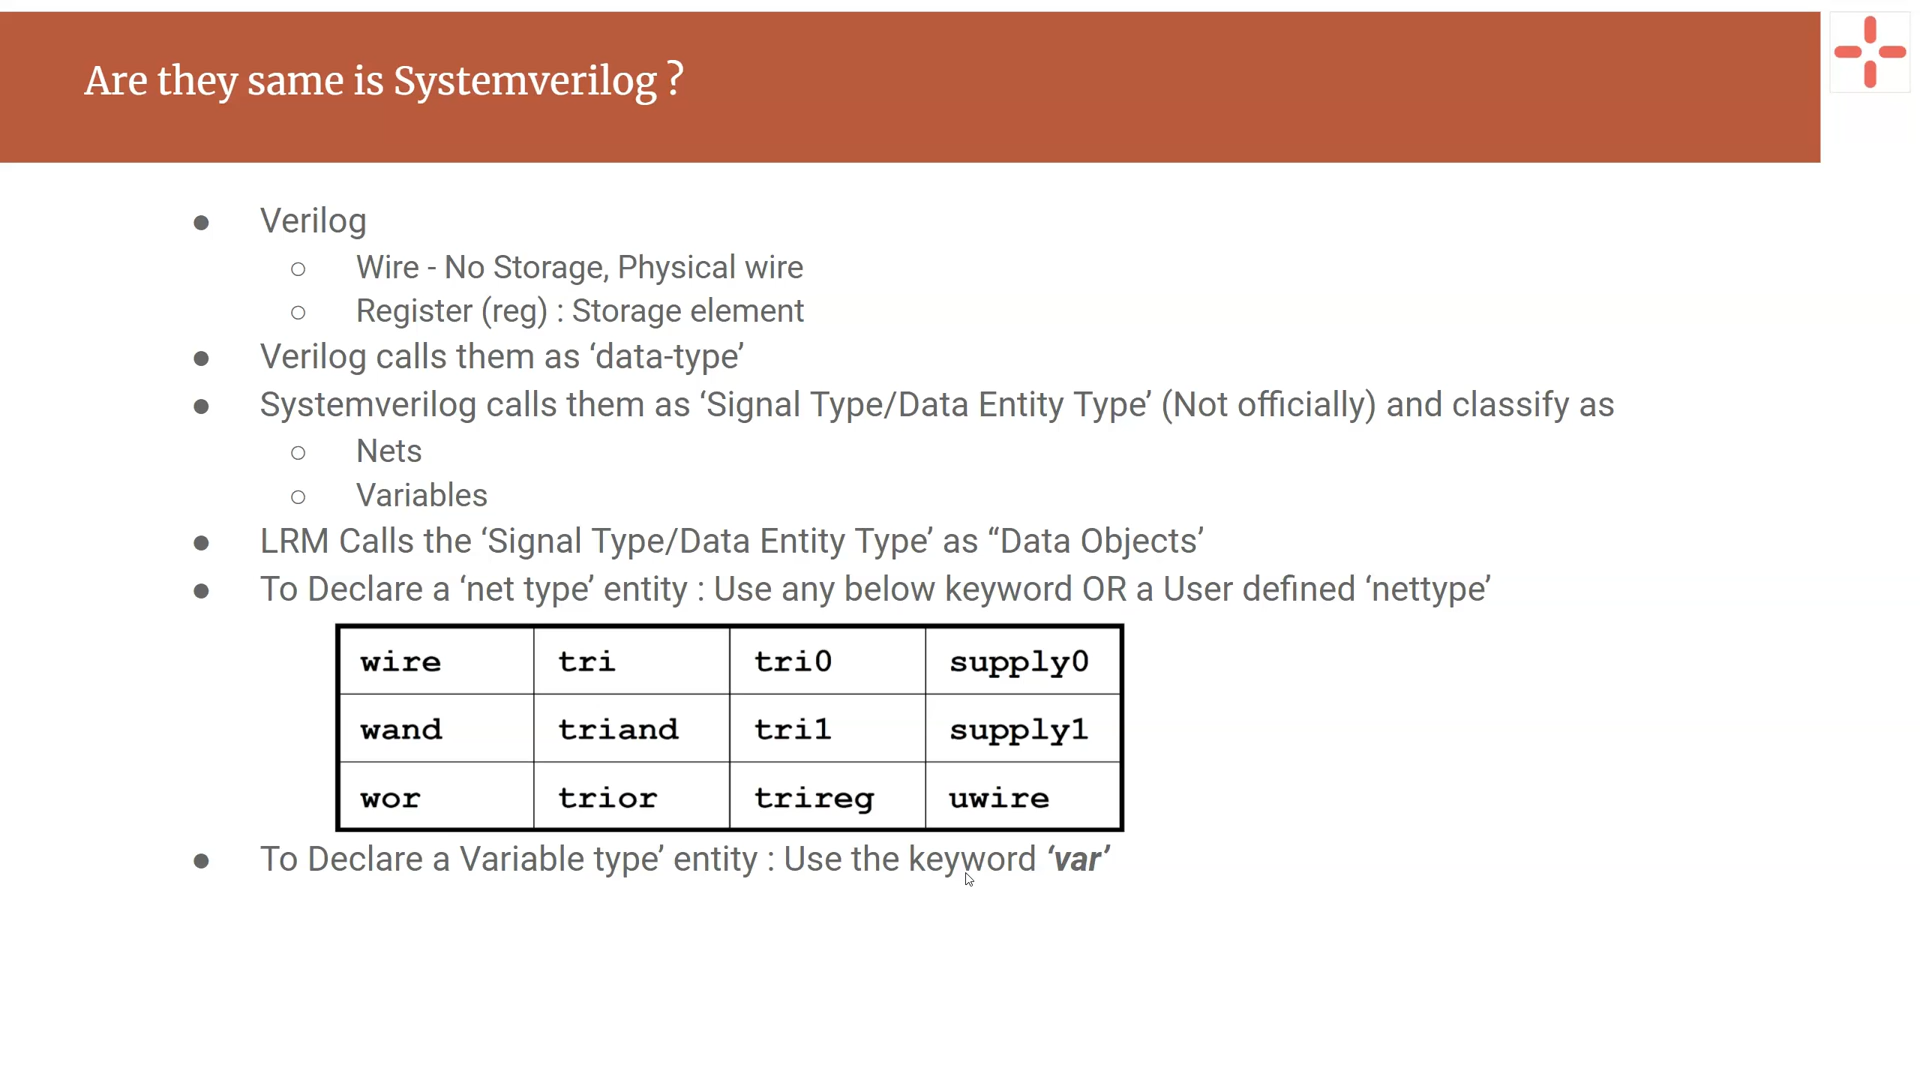 Are they same is Systemverilog ?
● Verilog
○ Wire - No Storage, Physical wire
○ Register (reg) : Storage element
● Verilog calls them as ‘data-type’
● Systemverilog calls them as ‘Signal Type/Data Entity Type’ (Not officially) and classify as
○ Nets
○ Variables
● LRM Calls the ‘Signal Type/Data Entity Type’ as “Data Objects’
● To Declare a ‘net type’ entity : Use any below keyword OR a User defined ‘nettype’
wire tri tri0 supply0
wand triand tri1 supply1
wor trior trireg uwire
● To Declare a Variable type’ entity : Use the keyword ‘var’